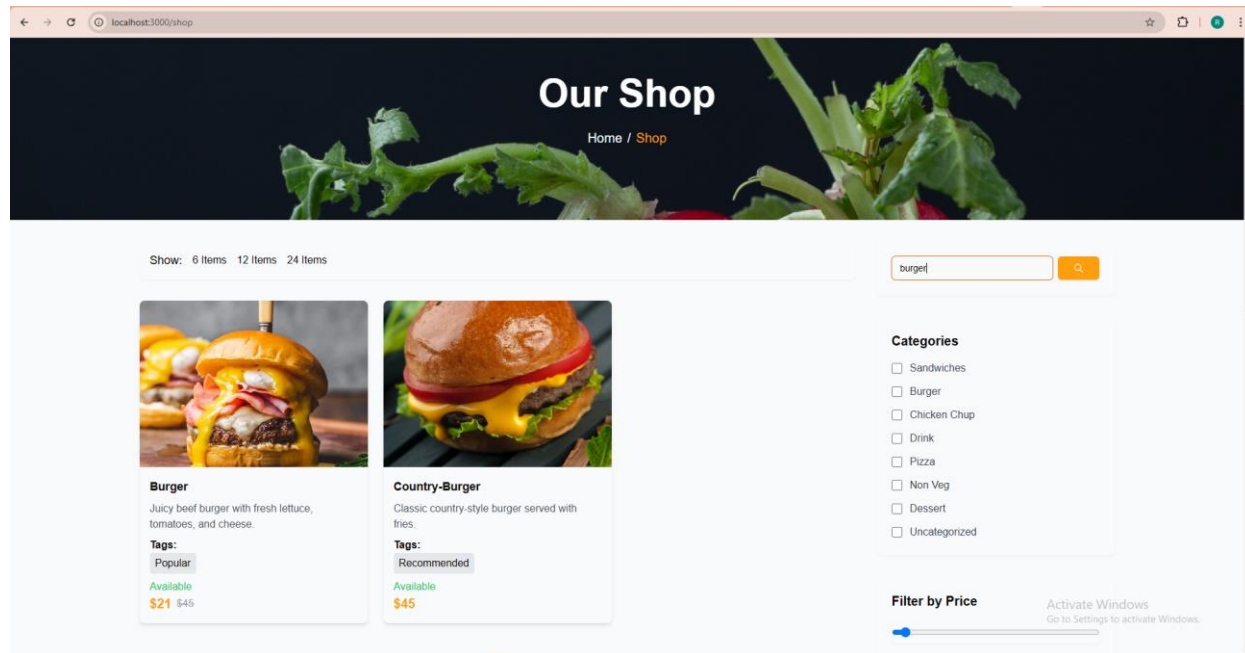 localhost:3000/shop
R
Our Shop
Home / Shop
Show: 6 Items 12 Items 24 Items
burger
Burger
Juicy beef burger with fresh lettuce,
tomatoes, and cheese.
Tags:
Popular
Available
$21 $45
Country-Burger
Classic country-style burger served with
fries.
Tags:
Recommended
Available
$45
Categories
Sandwiches
Burger
Chicken Chup
Drink
Pizza
Non Veg
Dessert
Uncategorized
Filter by Price
Activate Windows
Go to Settings to activate Windows.